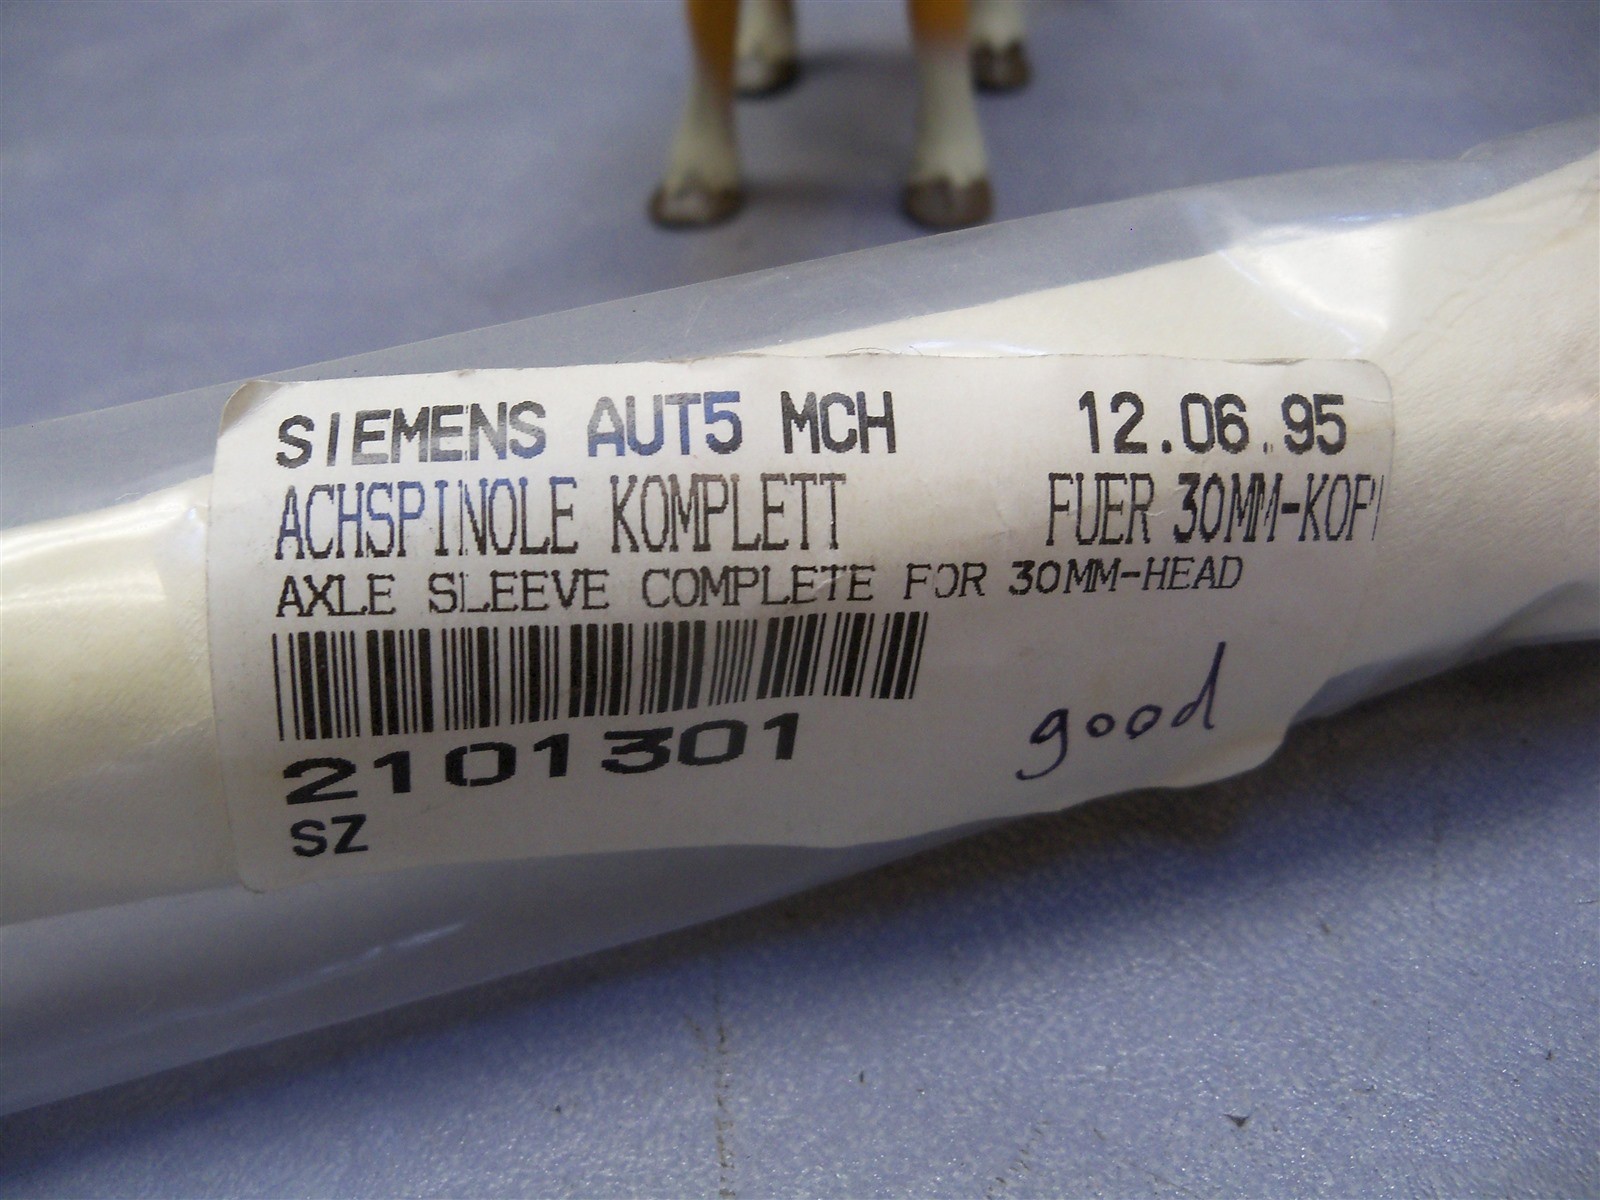 SIEMENS AUT5 MCH 12.06.95
ACHSPINOLE KOMPLETT FUER 30MM-KOPF
AXLE SLEEVE COMPLETE FOR 30MM-HEAD
2101301
good
SZ